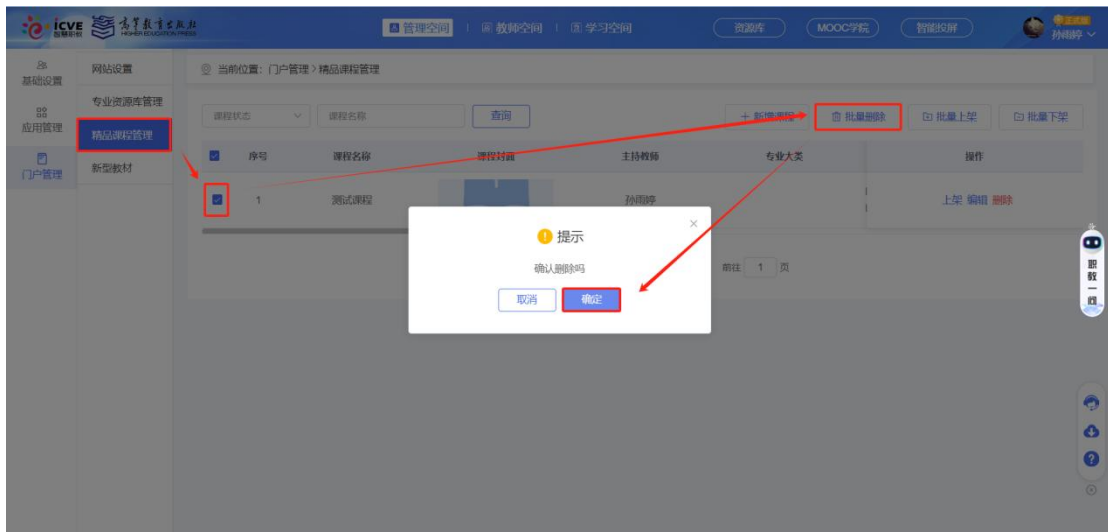 icve 智慧职教 高等教育出版社 HIGHER EDUCATION PRESS 管理空间 教师空间 学习空间 资源库 MOOC学院 智能投屏 正式版 孙雨婷
基础设置 网站设置 当前位置：门户管理 > 精品课程管理
专业资源库管理
应用管理 精品课程管理 课程状态 课程名称 查询 + 新增课程 批量删除 批量上架 批量下架
门户管理 新型教材 序号 课程名称 课程封面 主持教师 专业大类 操作
1 测试课程 孙雨婷 上架 编辑 删除
提示
确认删除吗
前往 1 页
取消 确定
职教一问